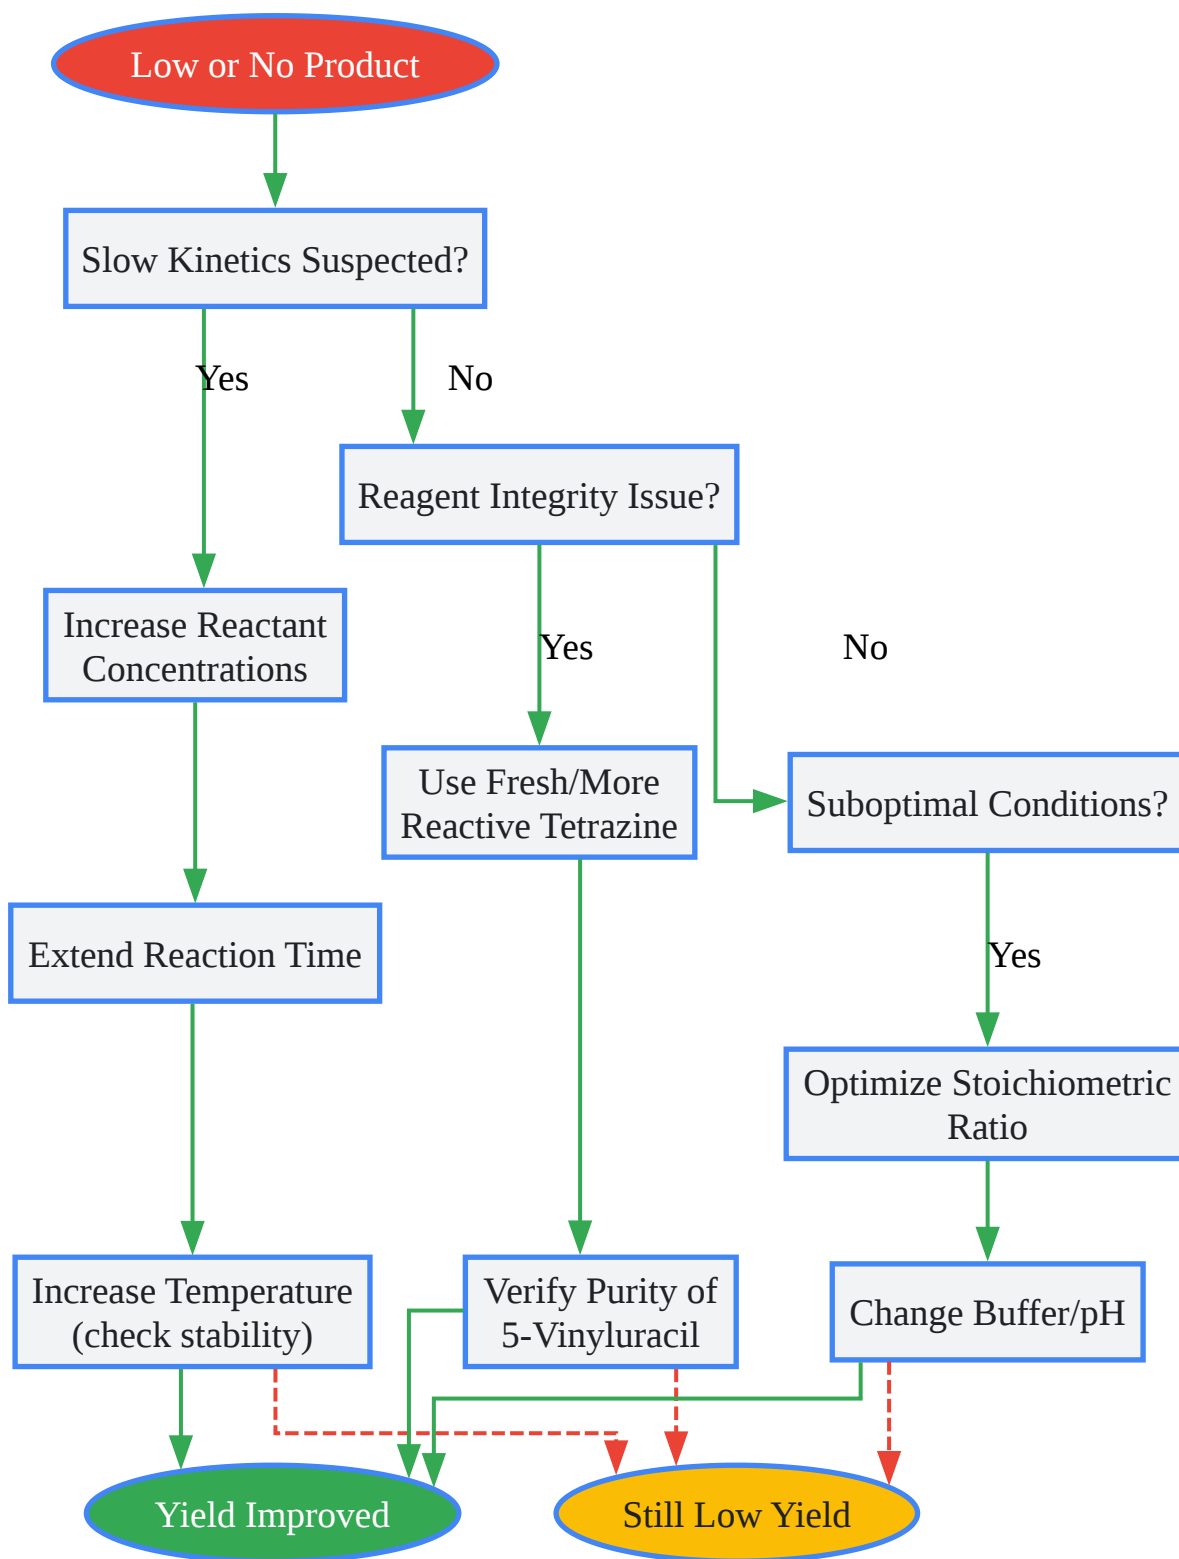 Low or No Product
Slow Kinetics Suspected?
Yes
No
Reagent Integrity Issue?
Increase Reactant
Concentrations
Yes
No
Use Fresh/More
Reactive Tetrazine
Suboptimal Conditions?
Extend Reaction Time
Yes
Optimize Stoichiometric
Ratio
Increase Temperature
(check stability)
Verify Purity of
5-Vinyluracil
Change Buffer/pH
Yield Improved
Still Low Yield